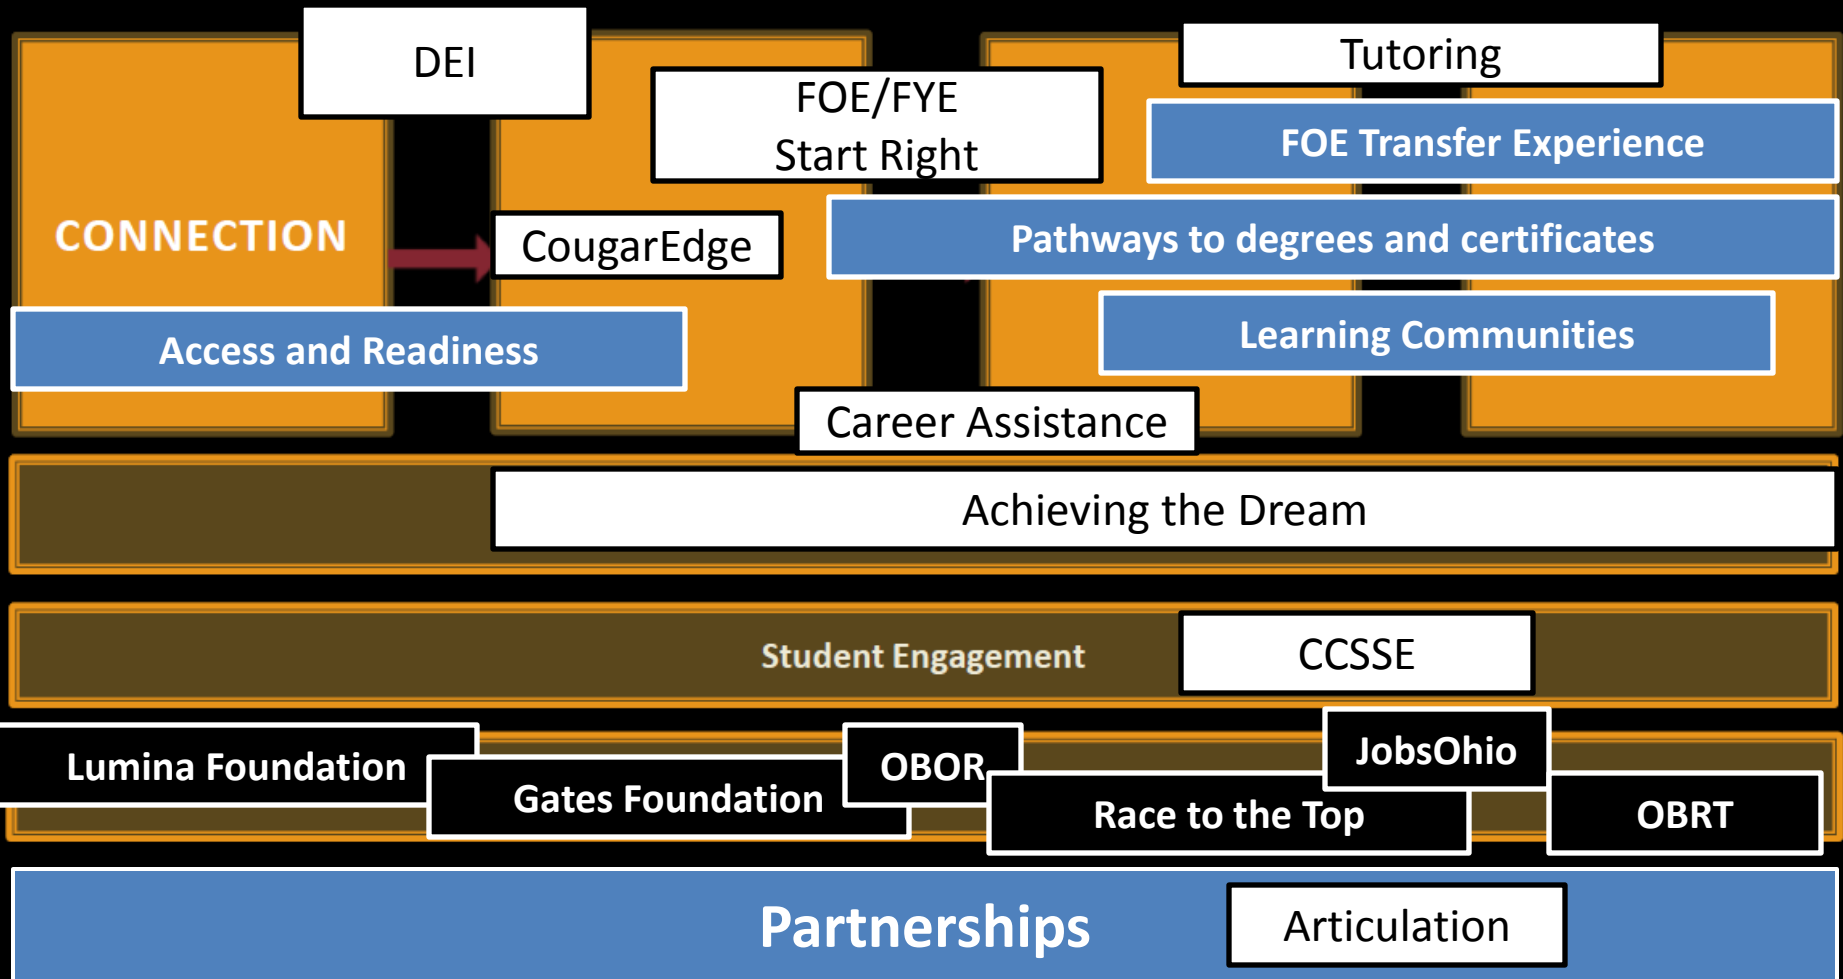 DEI
Tutoring
FOE/FYE
Start Right
FOE Transfer Experience
CONNECTION
CougarEdge
Pathways to degrees and certificates
Access and Readiness
Learning Communities
Career Assistance
Achieving the Dream
Student Engagement
CCSSE
Lumina Foundation
Gates Foundation
OBOR
Race to the Top
JobsOhio
OBRT
Partnerships
Articulation